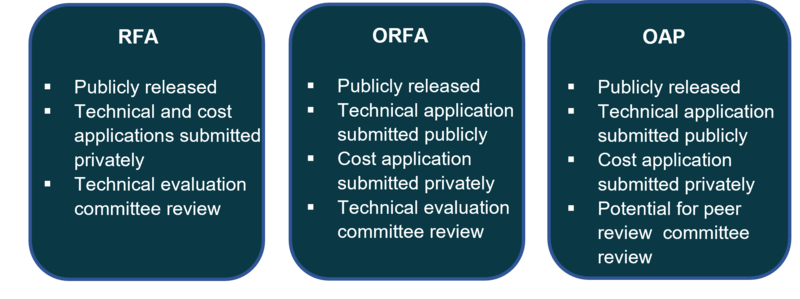 RFA
▪ Publicly released
▪ Technical and cost
applications submitted
privately
▪ Technical evaluation
committee review
ORFA
▪ Publicly released
▪ Technical application
submitted publicly
▪ Cost application
submitted privately
▪ Technical evaluation
committee review
OAP
▪ Publicly released
▪ Technical application
submitted publicly
▪ Cost application
submitted privately
▪ Potential for peer
review committee
review